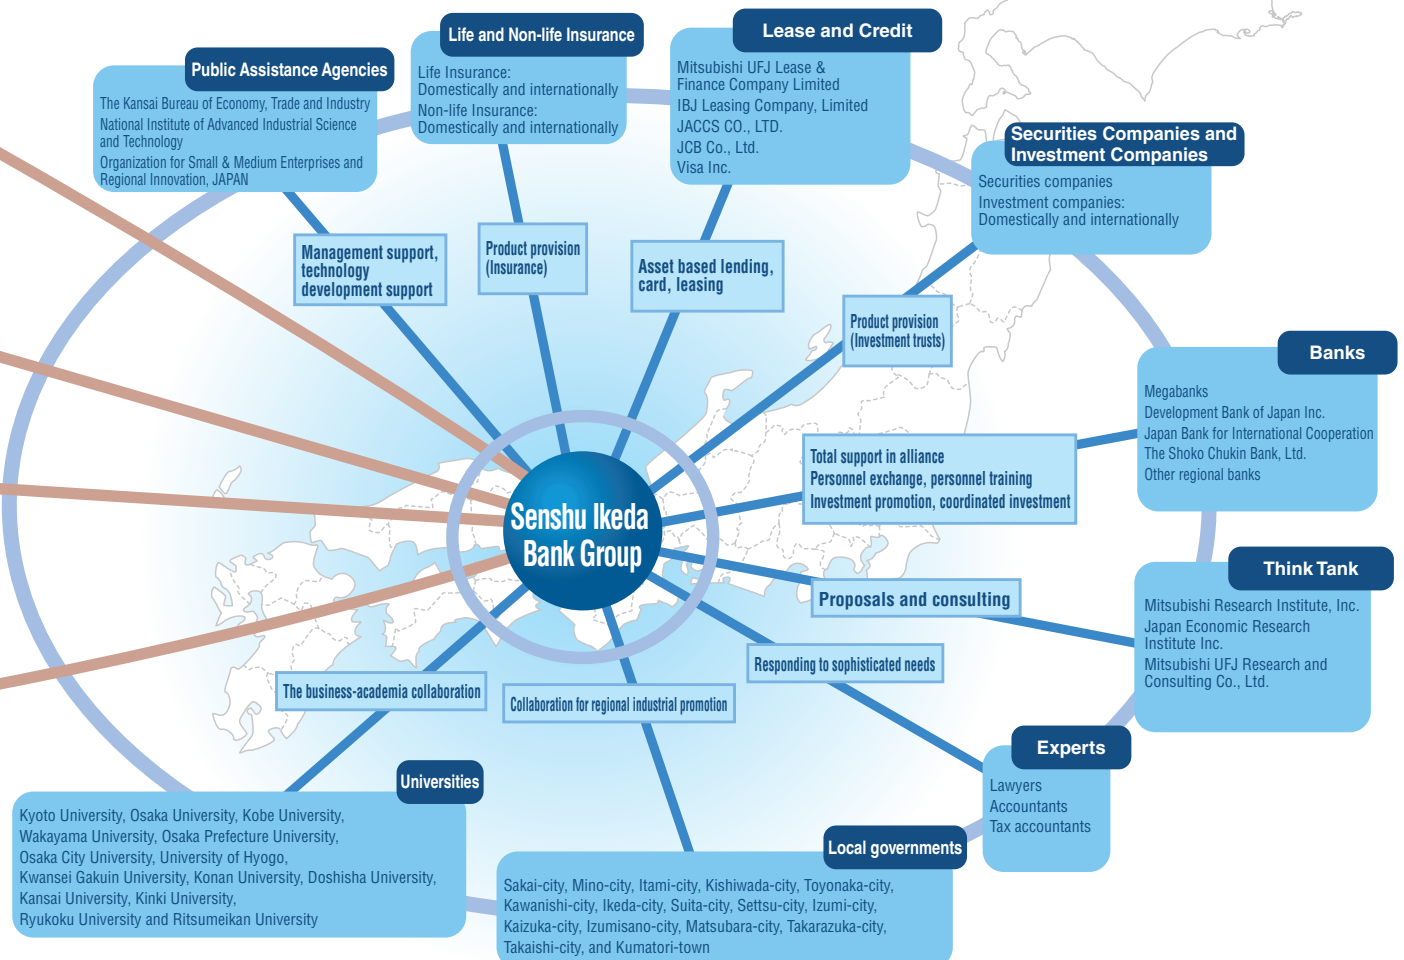 Public Assistance Agencies
The Kansai Bureau of Economy, Trade and Industry
National Institute of Advanced Industrial Science
and Technology
Organization for Small & Medium Enterprises and
Regional Innovation, JAPAN
Life and Non-life Insurance
Life Insurance:
Domestically and internationally
Non-life Insurance:
Domestically and internationally
Lease and Credit
Mitsubishi UFJ Lease &
Finance Company Limited
IBJ Leasing Company, Limited
JACCS CO., LTD.
JCB Co., Ltd.
Visa Inc.
Securities Companies and
Investment Companies
Securities companies
Investment companies:
Domestically and internationally
Management support,
technology
development support
Product provision
(Insurance)
Asset based lending,
card, leasing
Product provision
(Investment trusts)
Banks
Megabanks
Development Bank of Japan Inc.
Japan Bank for International Cooperation
The Shoko Chukin Bank, Ltd.
Other regional banks
Total support in alliance
Personnel exchange, personnel training
Investment promotion, coordinated investment
Senshu Ikeda
Bank Group
Think Tank
Mitsubishi Research Institute, Inc.
Japan Economic Research
Institute Inc.
Mitsubishi UFJ Research and
Consulting Co., Ltd.
Proposals and consulting
Responding to sophisticated needs
The business-academia collaboration
Collaboration for regional industrial promotion
Experts
Lawyers
Accountants
Tax accountants
Universities
Kyoto University, Osaka University, Kobe University,
Wakayama University, Osaka Prefecture University,
Osaka City University, University of Hyogo,
Kwansei Gakuin University, Konan University, Doshisha University,
Kansai University, Kinki University,
Ryukoku University and Ritsumeikan University
Local governments
Sakai-city, Mino-city, Itami-city, Kishiwada-city, Toyonaka-city,
Kawanishi-city, Ikeda-city, Suita-city, Settsu-city, Izumi-city,
Kaizuka-city, Izumisano-city, Matsubara-city, Takarazuka-city,
Takaishi-city, and Kumatori-town